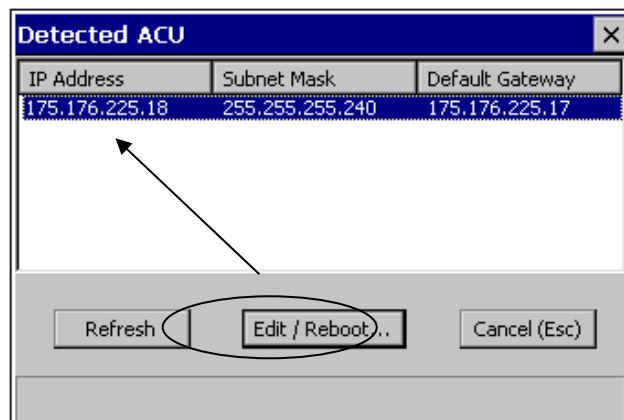 Detected ACU
IP Address Subnet Mask Default Gateway
175.176.225.18 255.255.255.240 175.176.225.17
Refresh Edit / Reboot... Cancel (Esc)